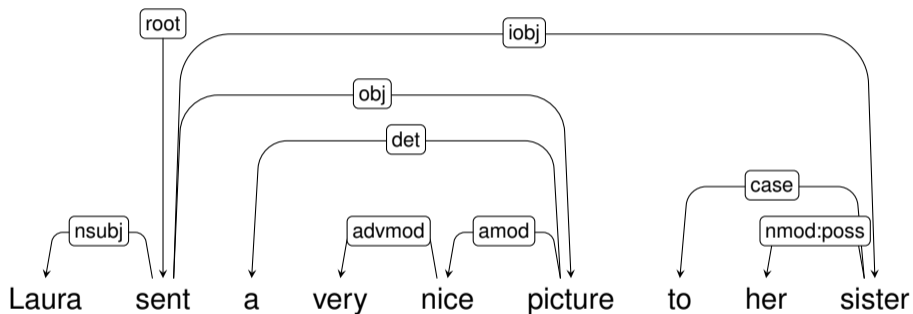 root
iobj
obj
det
case
nsubj advmod amod nmod:poss
Laura sent a very nice picture to her sister